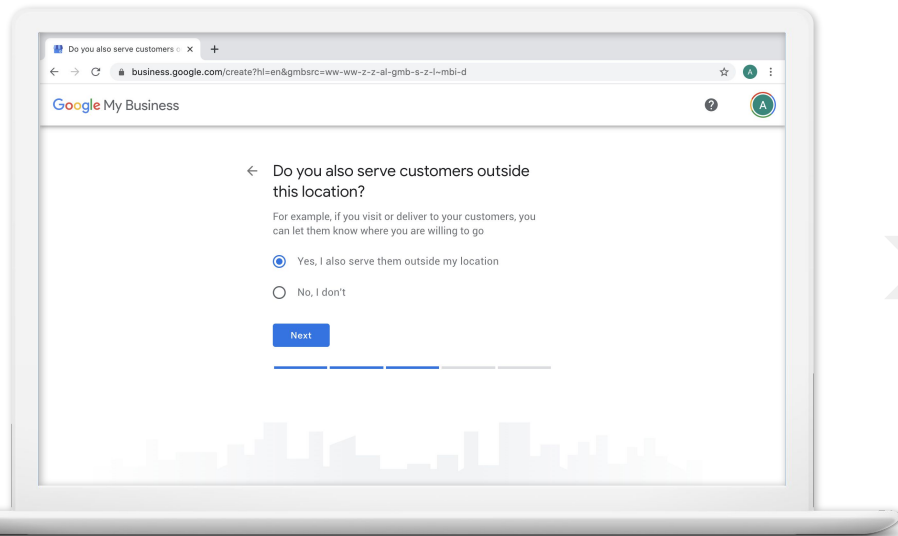 Do you also serve customers o
business.google.com/create?hl=en&gmbsrc=ww-ww-z-z-al-gmb-s-z-l~mbi-d
A
Google My Business
?
A
Do you also serve customers outside
this location?
For example, if you visit or deliver to your customers, you
can let them know where you are willing to go
Yes, I also serve them outside my location
No, I don't
Next